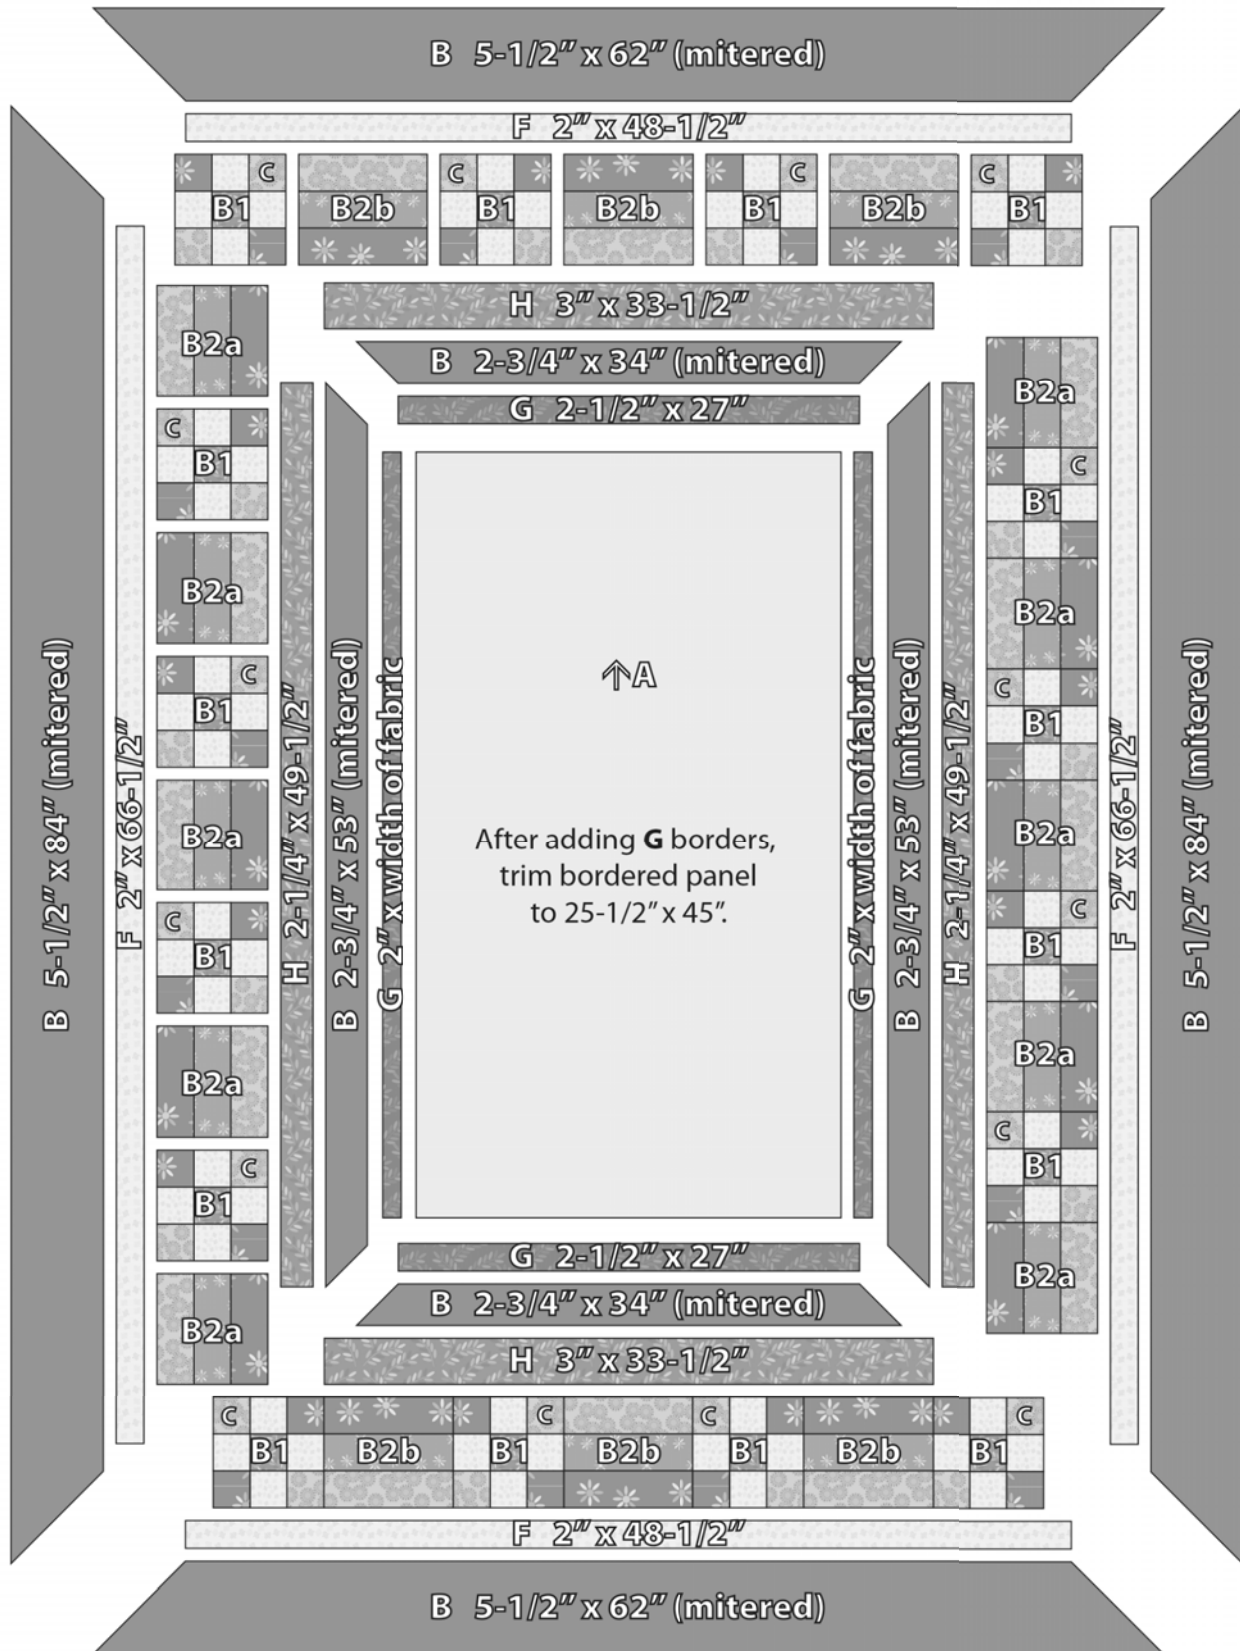 B 5-1/2” x 62” (mitered)
F 2” x 48-1/2”
C C C C
B1 B2b B1 B2b B1 B2b B1
H 3” x 33-1/2”
B 2-3/4” x 34” (mitered)
G 2-1/2” x 27”
B 5-1/2” x 84” (mitered)
F 2” x 66-1/2”
B2a
C
B1
B2a
C
B1
B2a
C
B1
B2a
C
B1
B2a
H 2-1/4” x 49-1/2”
B 2-3/4” x 53” (mitered)
G 2” x width of fabric
A
After adding G borders,
trim bordered panel
to 25-1/2” x 45”.
G 2” x width of fabric
B 2-3/4” x 53” (mitered)
H 2-1/4” x 49-1/2”
B2a
C
B1
B2a
C
B1
B2a
C
B1
B2a
C
B1
B2a
F 2” x 66-1/2”
B 5-1/2” x 84” (mitered)
G 2-1/2” x 27”
B 2-3/4” x 34” (mitered)
H 3” x 33-1/2”
C C C C
B1 B2b B1 B2b B1 B2b B1
F 2” x 48-1/2”
B 5-1/2” x 62” (mitered)